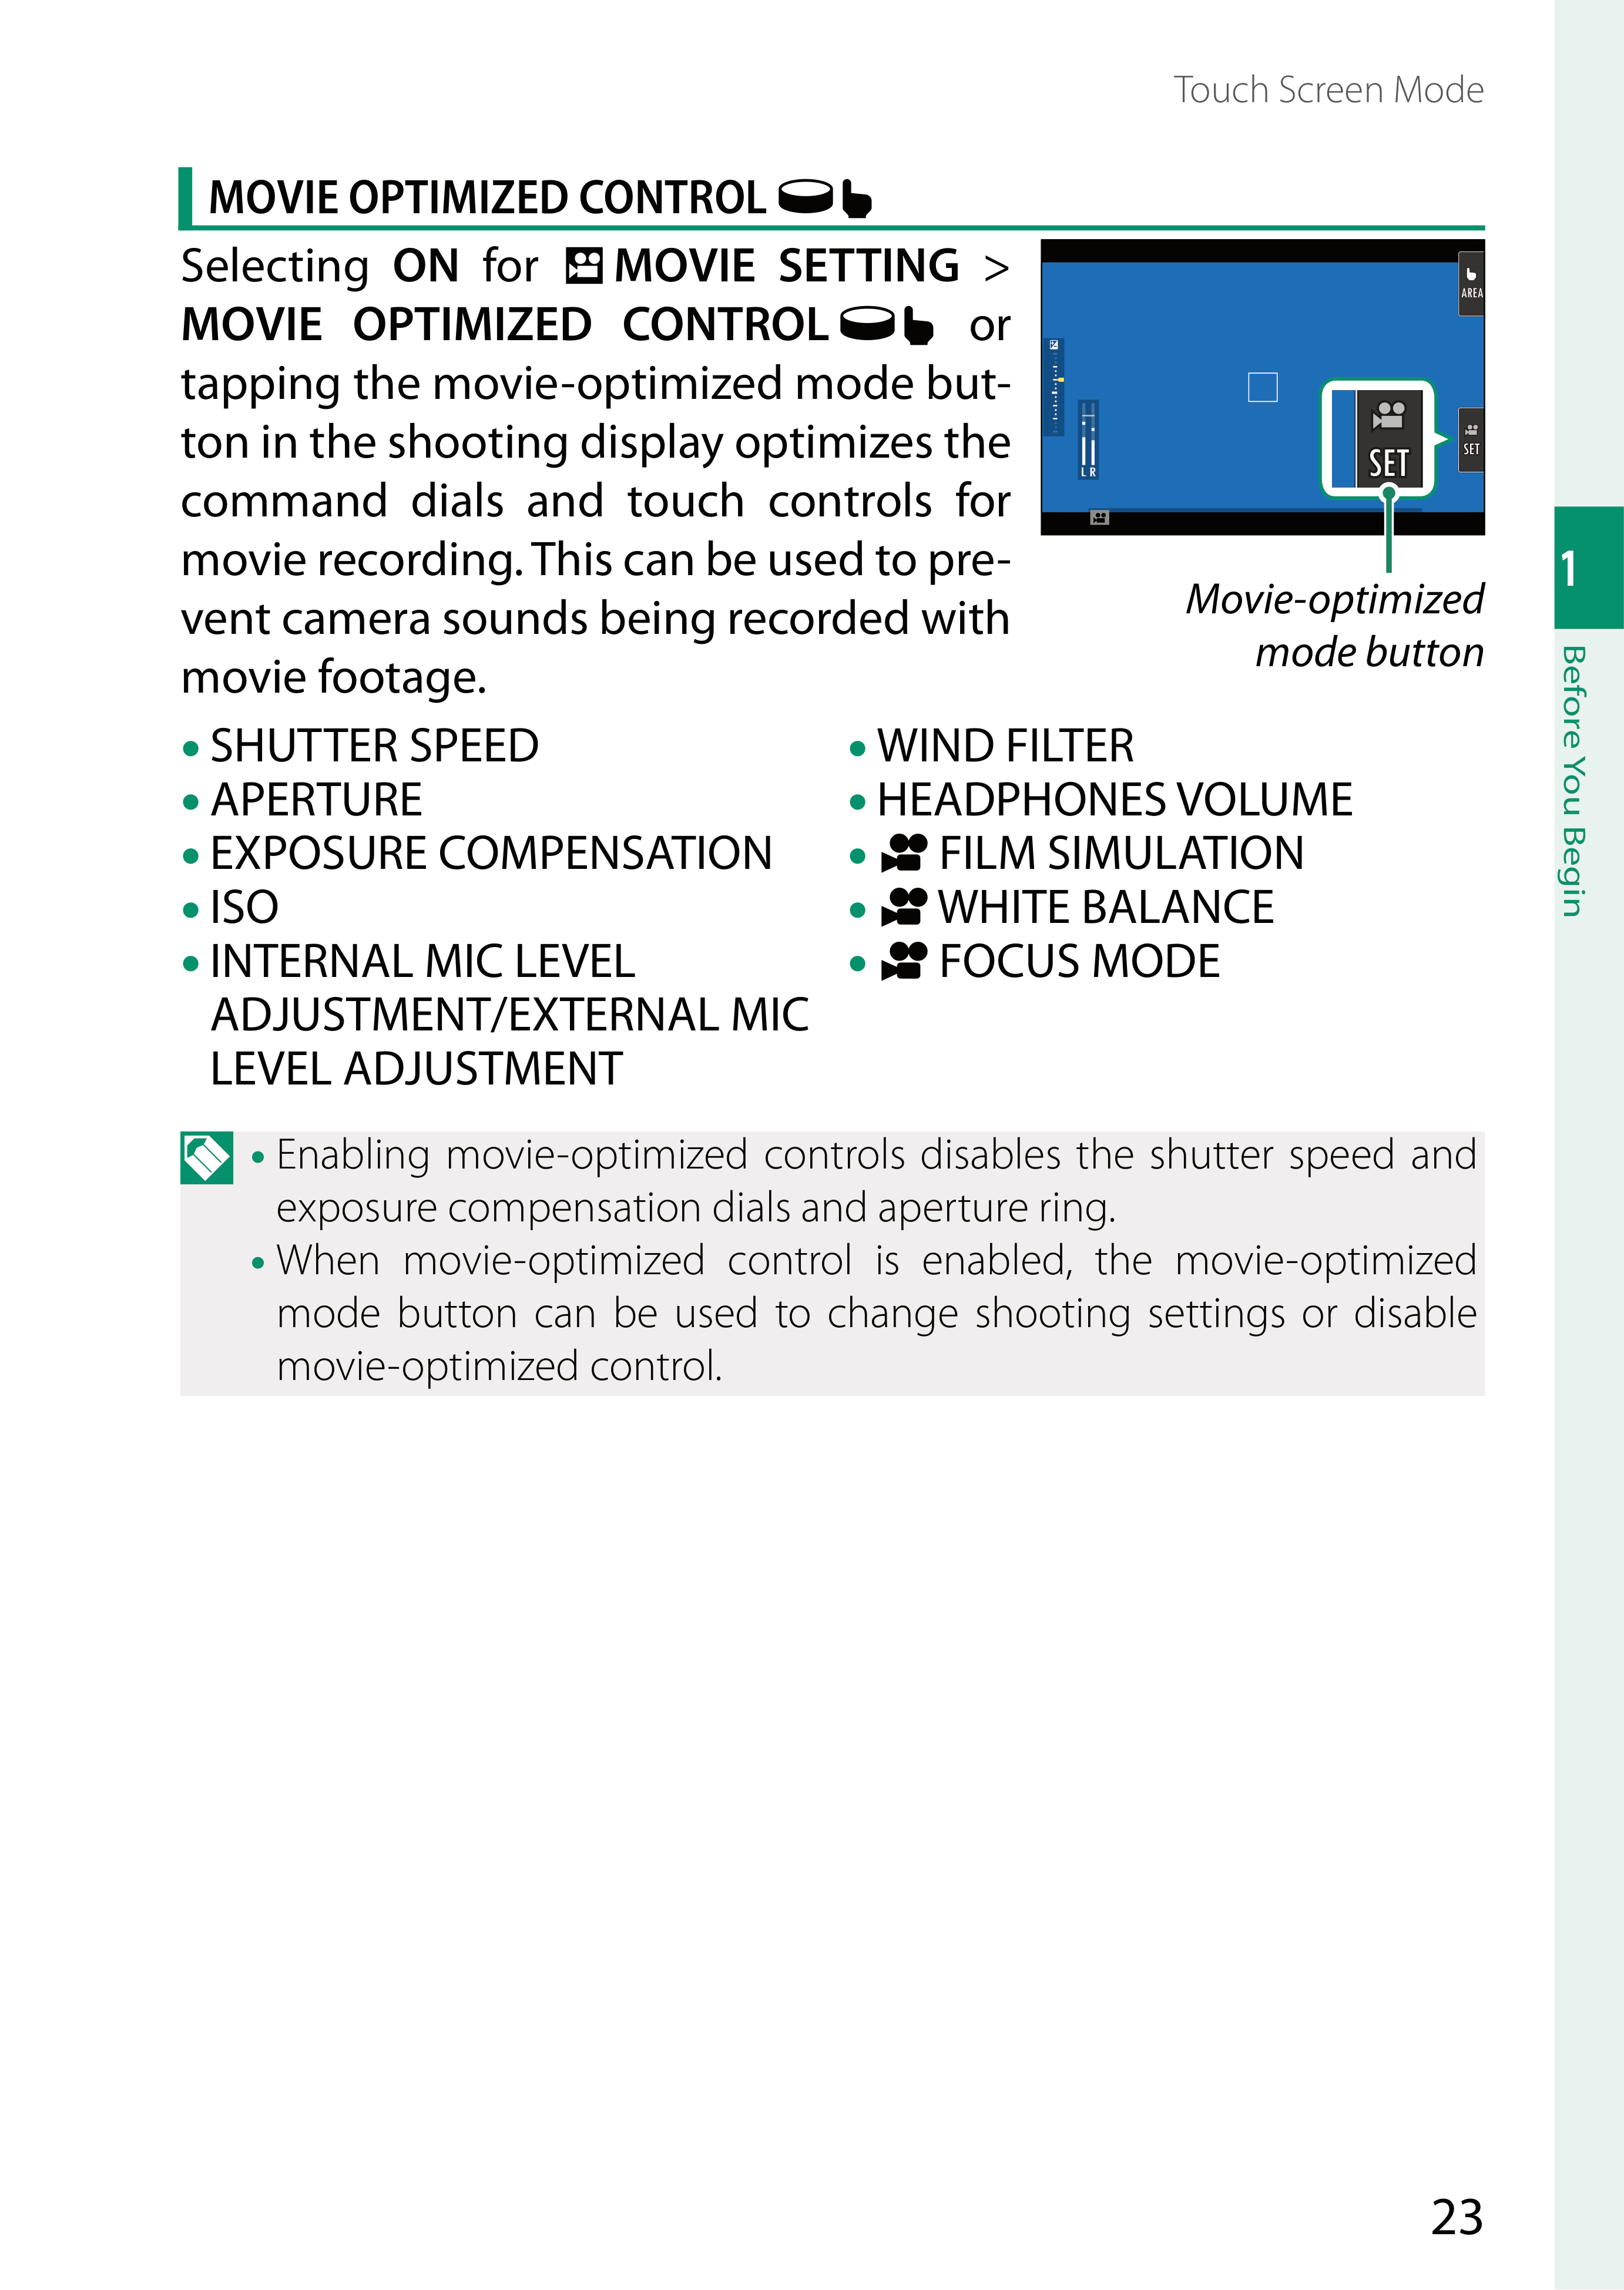 Touch Screen Mode
MOVIE OPTIMIZED CONTROL
Selecting ON for MOVIE SETTING >
MOVIE OPTIMIZED CONTROL or
tapping the movie-optimized mode but-
ton in the shooting display optimizes the
command dials and touch controls for
movie recording. This can be used to pre-
vent camera sounds being recorded with
movie footage.
AREA
SET
SET
L R
Movie-optimized
mode button
• SHUTTER SPEED
• APERTURE
• EXPOSURE COMPENSATION
• ISO
• INTERNAL MIC LEVEL
ADJUSTMENT/EXTERNAL MIC
LEVEL ADJUSTMENT
• WIND FILTER
• HEADPHONES VOLUME
• FILM SIMULATION
• WHITE BALANCE
• FOCUS MODE
• Enabling movie-optimized controls disables the shutter speed and
exposure compensation dials and aperture ring.
• When movie-optimized control is enabled, the movie-optimized
mode button can be used to change shooting settings or disable
movie-optimized control.
1
Before You Begin
23